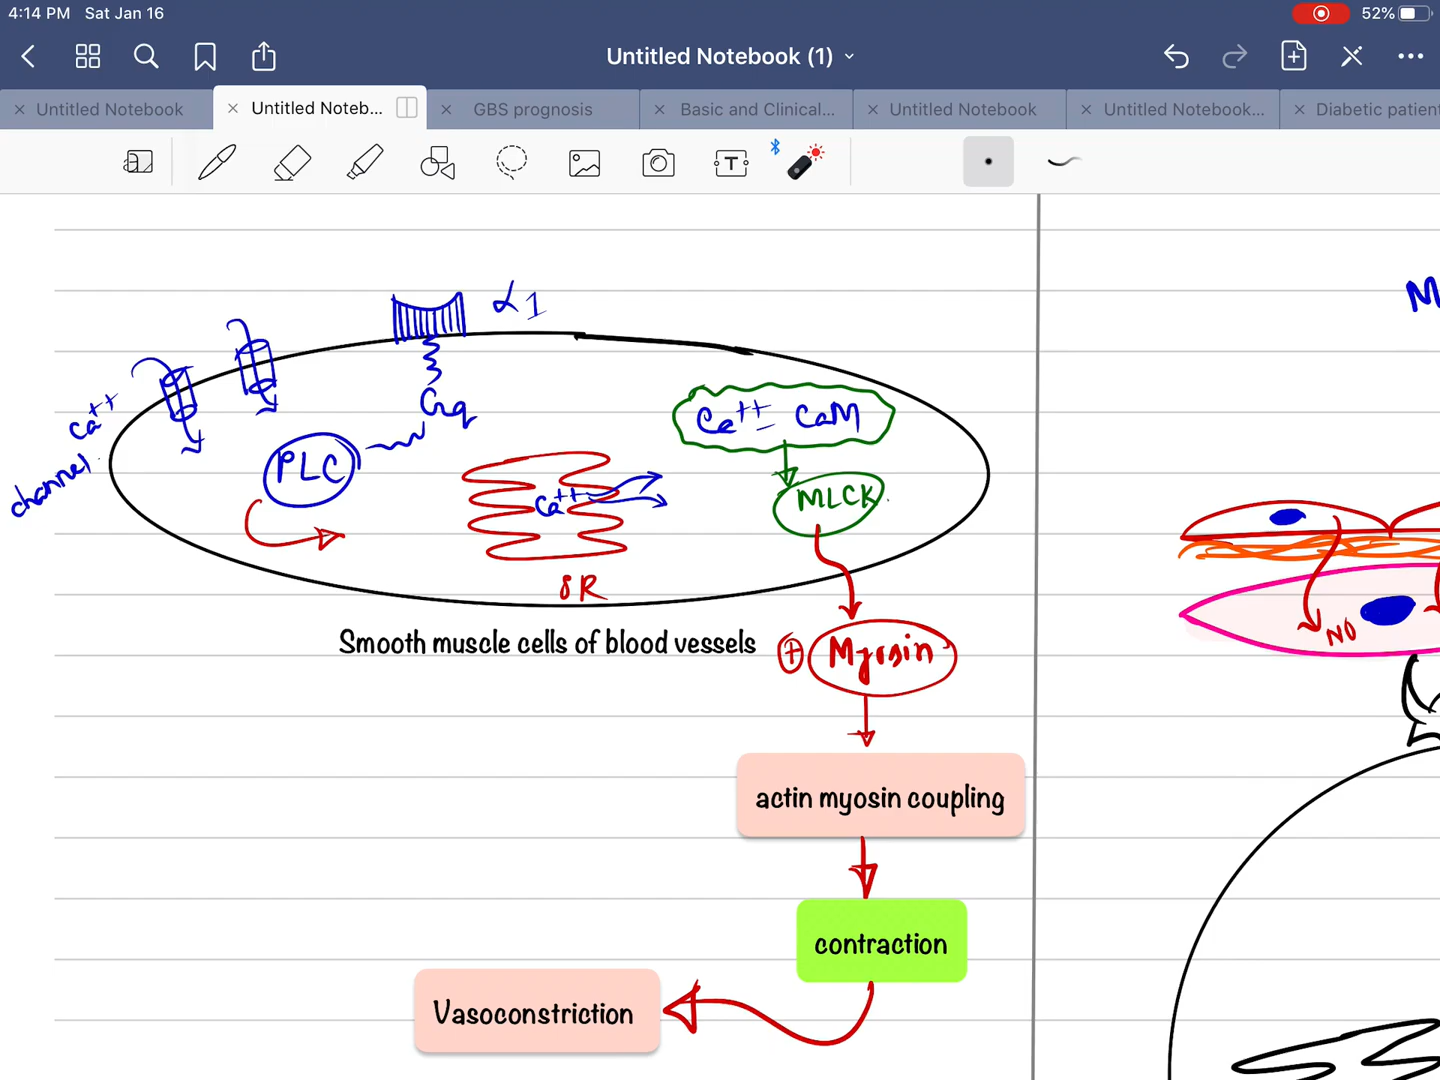 4:14 PM Sat Jan 16
52%
Untitled Notebook (1)
Untitled Notebook
Untitled Noteb...
GBS prognosis
Basic and Clinical...
Untitled Notebook
Untitled Notebook...
Diabetic patient
T
α1
M
Ca++
channel
Gq
PLC
Ca++
SR
Ca++ CaM
MLCK
Smooth muscle cells of blood vessels
+ Myosin
NO
actin myosin coupling
contraction
Vasoconstriction